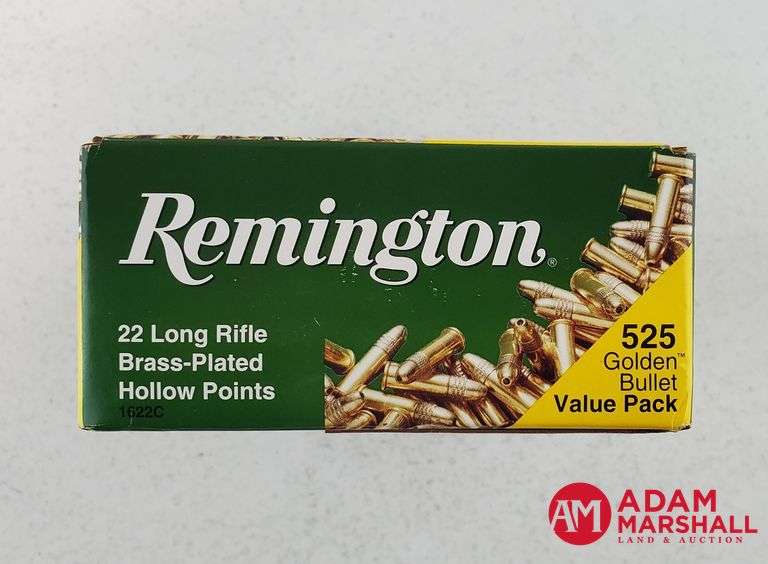 Remington®
22 Long Rifle
Brass-Plated
Hollow Points
1622C
525
Golden™
Bullet
Value Pack
AM ADAM
MARSHALL
LAND & AUCTION